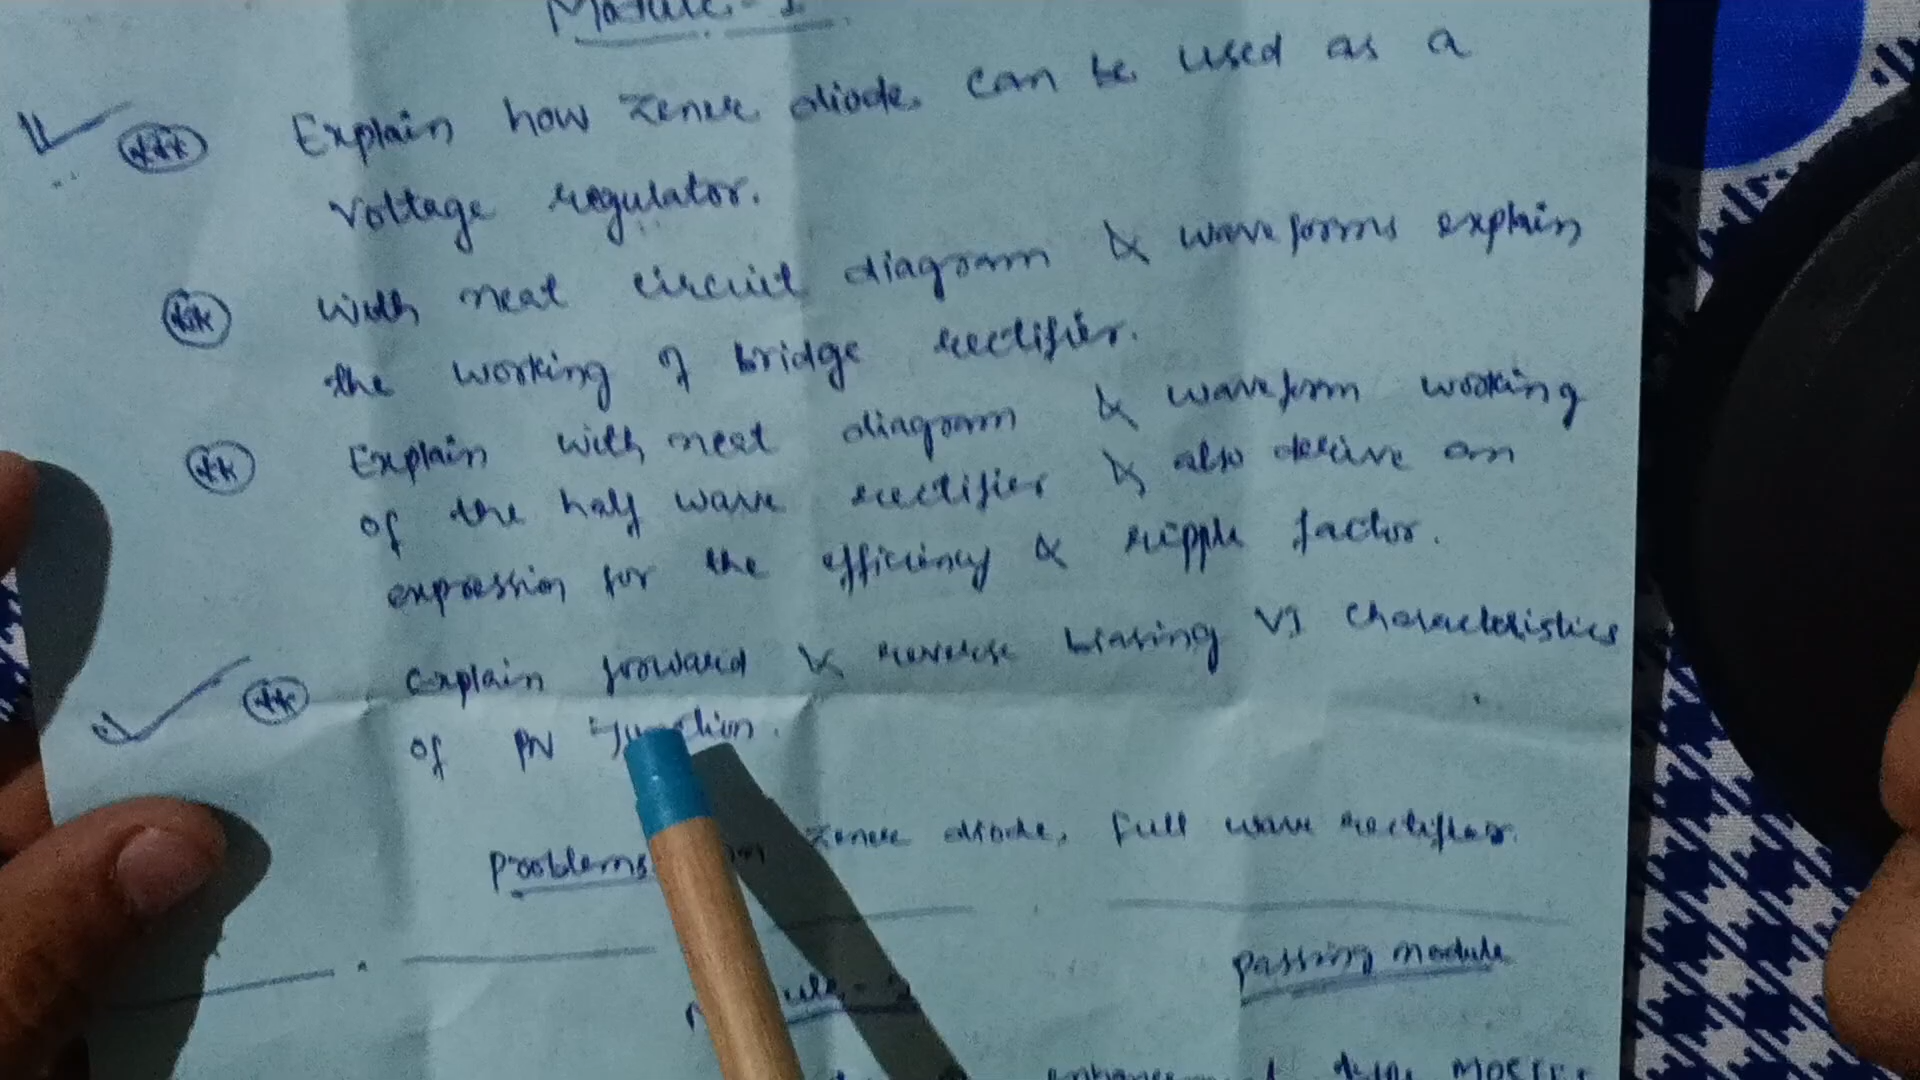 Module - 1
*** Explain how zener diode can be used as a
voltage regulator.
*** with neat circuit diagram & waveforms explain
the working of bridge rectifier.
** Explain with neat diagram & waveform working
of the half wave rectifier & also derive an
expression for the efficiency & ripple factor.
** explain forward & reverse biasing VI characteristics
of PN Junction.
problems: zener diode, full wave rectifier.
passing module
MOSFET